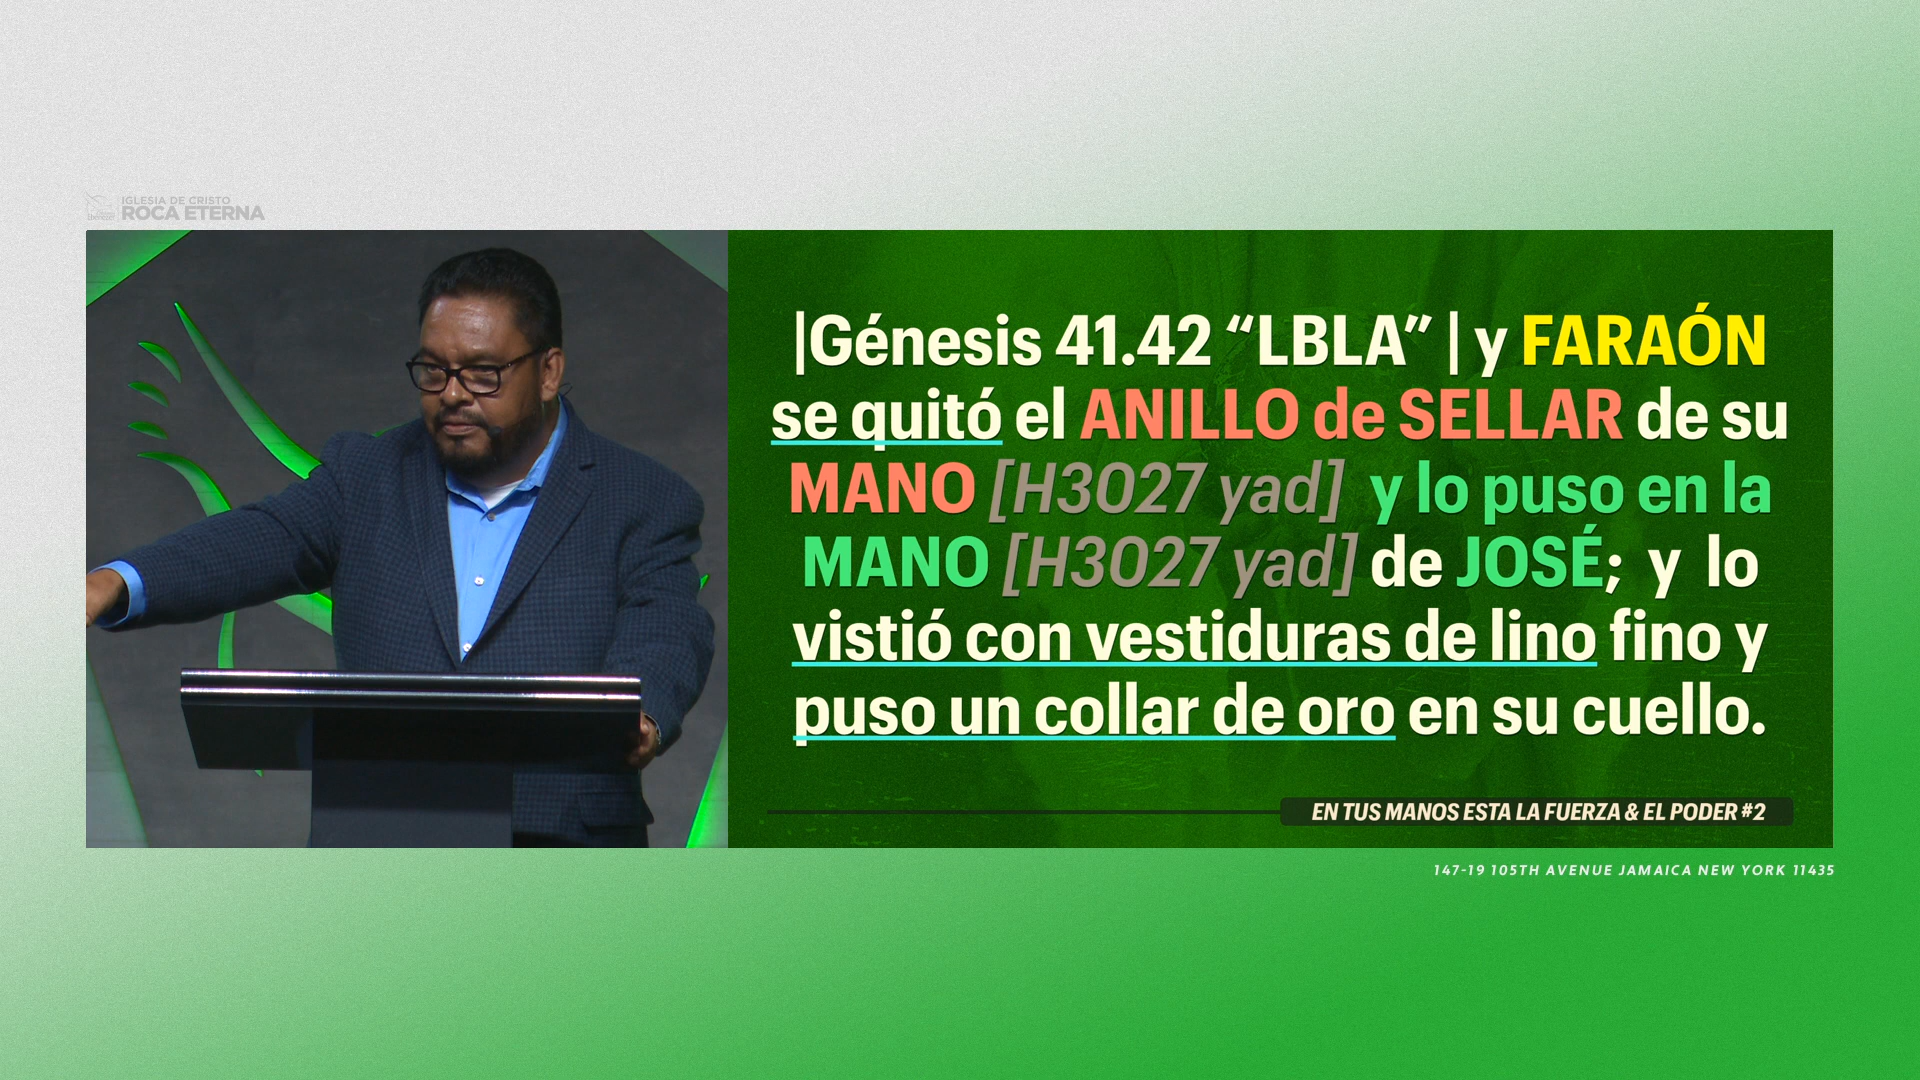 IGLESIA DE CRISTO
ROCA ETERNA
|Génesis 41.42 “LBLA” | y FARAÓN
se quitó el ANILLO de SELLAR de su
MANO [H3027 yad] y lo puso en la
MANO [H3027 yad] de JOSÉ; y lo
vistió con vestiduras de lino fino y
puso un collar de oro en su cuello.
EN TUS MANOS ESTA LA FUERZA & EL PODER #2
147-19 105TH AVENUE JAMAICA NEW YORK 11435